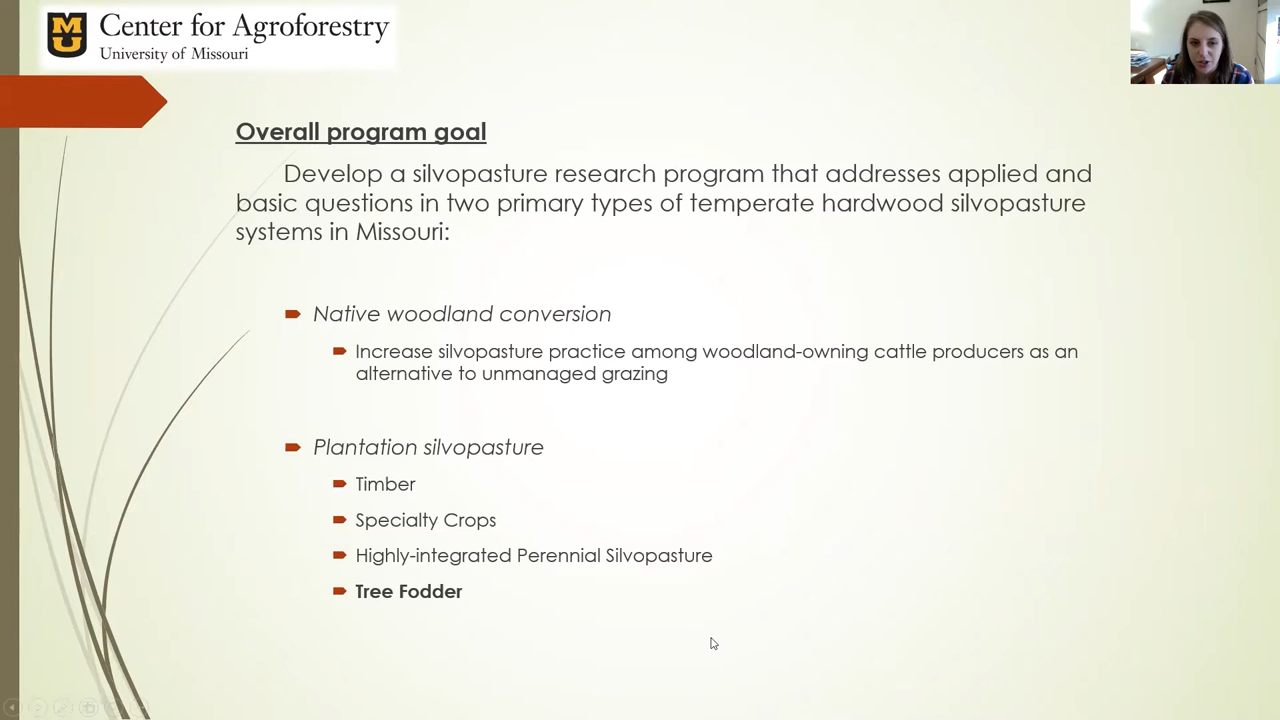 Center for Agroforestry
University of Missouri
Overall program goal
Develop a silvopasture research program that addresses applied and
basic questions in two primary types of temperate hardwood silvopasture
systems in Missouri:
Native woodland conversion
Increase silvopasture practice among woodland-owning cattle producers as an
alternative to unmanaged grazing
Plantation silvopasture
Timber
Specialty Crops
Highly-integrated Perennial Silvopasture
Tree Fodder